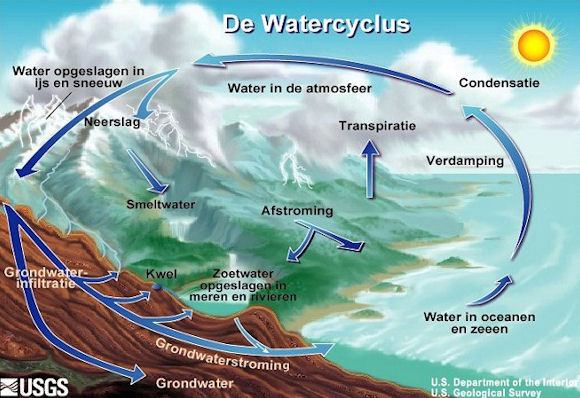 De Watercyclus
Water opgeslagen in
ijs en sneeuw
Water in de atmosfeer
Condensatie
Neerslag
Transpiratie
Verdamping
Smeltwater
Afstroming
Grondwater-
infiltratie
Kwel
Zoetwater
opgeslagen in
meren en rivieren
Water in oceanen
en zeeen
Grondwaterstroming
Grondwater
USGS
U.S. Department of the Interior
U.S. Geological Survey